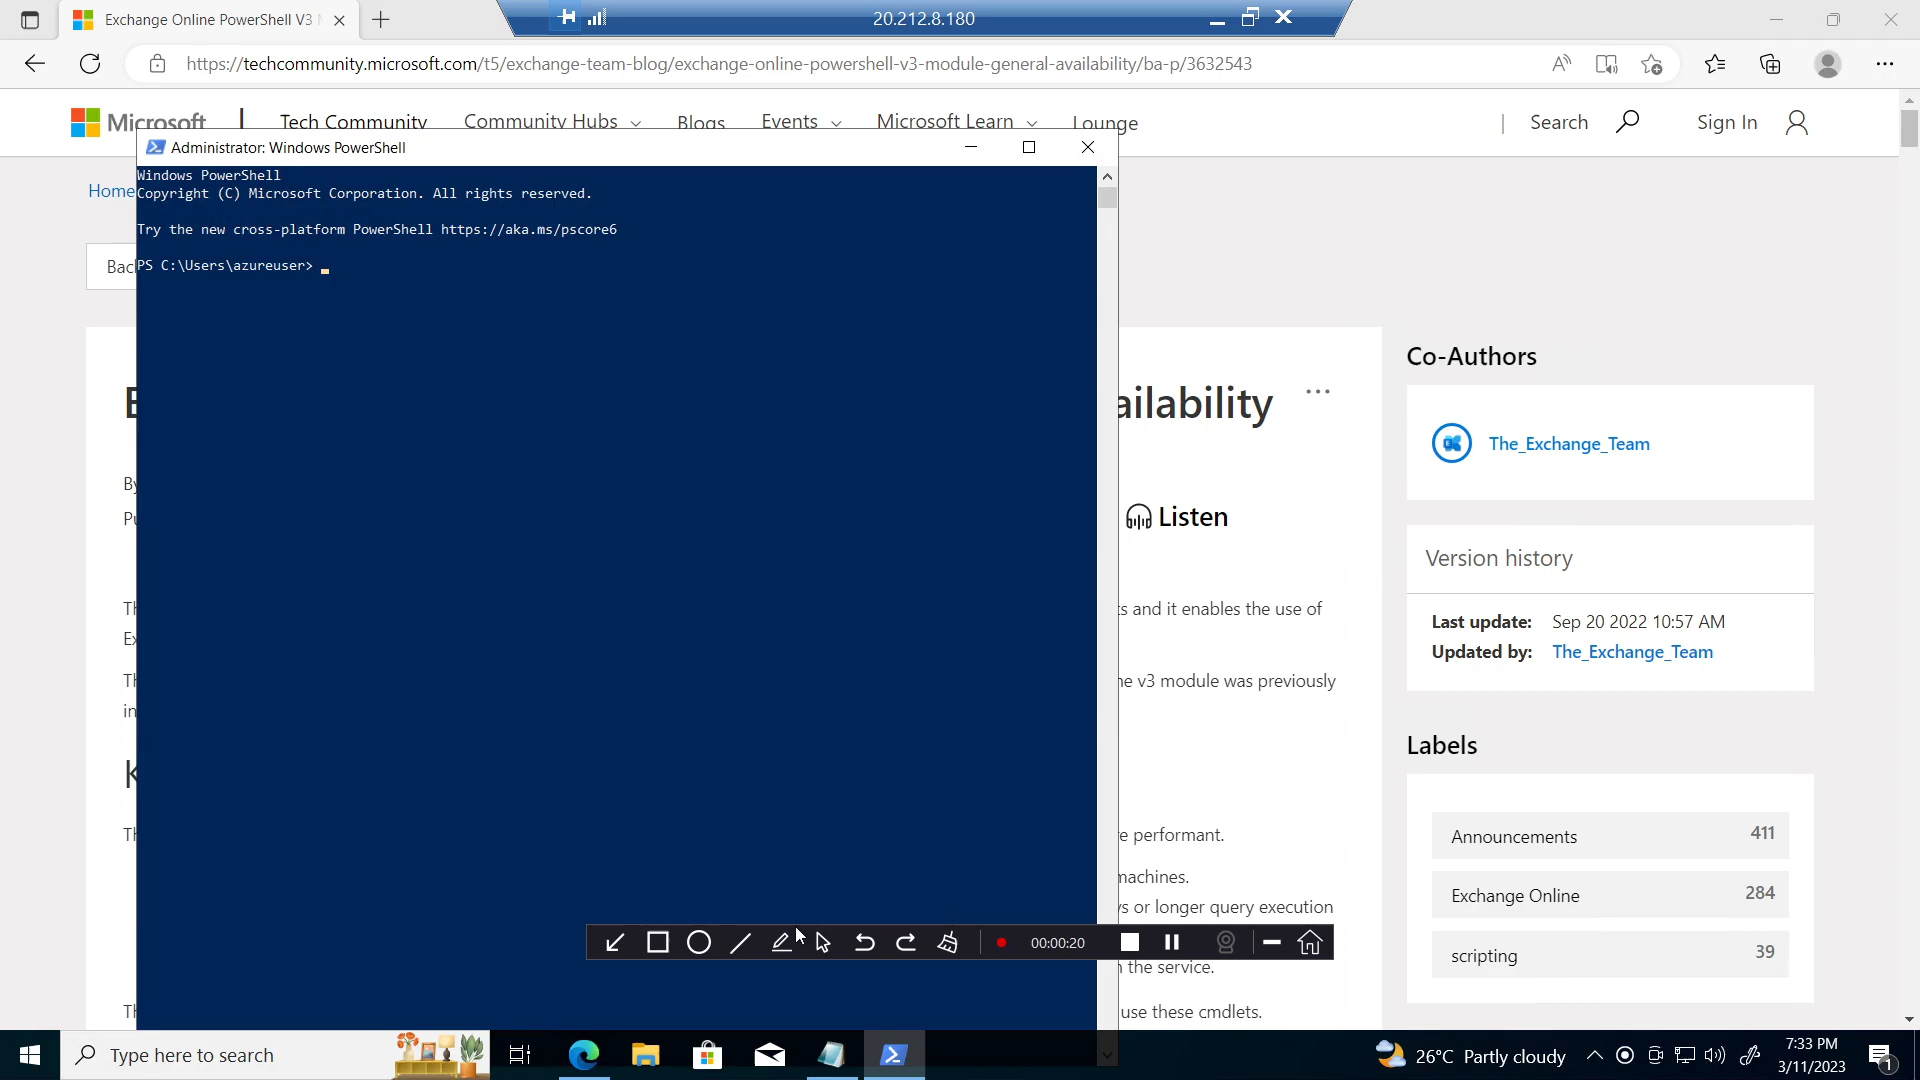 Exchange Online PowerShell V3
20.212.8.180
https://techcommunity.microsoft.com/t5/exchange-team-blog/exchange-online-powershell-v3-module-general-availability/ba-p/3632543
Microsoft
Tech Community
Community Hubs
Blogs
Events
Microsoft Learn
Lounge
Search
Sign In
Home
Administrator: Windows PowerShell
Windows PowerShell
Copyright (C) Microsoft Corporation. All rights reserved.
Try the new cross-platform PowerShell https://aka.ms/pscore6
PS C:\Users\azureuser>
Bac
ailability
Co-Authors
The_Exchange_Team
By
Listen
Version history
s and it enables the use of
Last update: Sep 20 2022 10:57 AM
Updated by: The_Exchange_Team
e v3 module was previously
in
Labels
e performant.
Announcements 411
machines.
s or longer query execution
Exchange Online 284
00:00:20
the service.
scripting 39
use these cmdlets.
Type here to search
26°C Partly cloudy
7:33 PM
3/11/2023
1